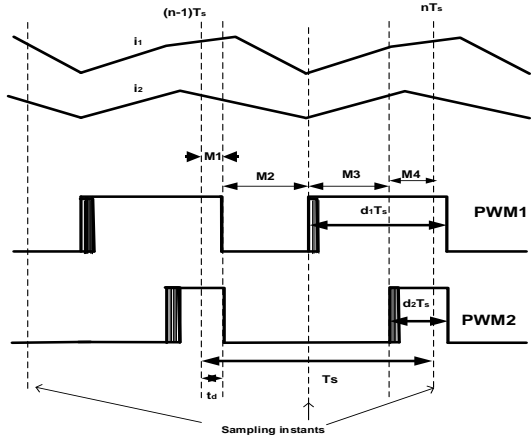 (n-1)Ts
nTs
i1
i2
M1
M2
M3
M4
d1Ts
PWM1
d2Ts
PWM2
Ts
td
Sampling instants